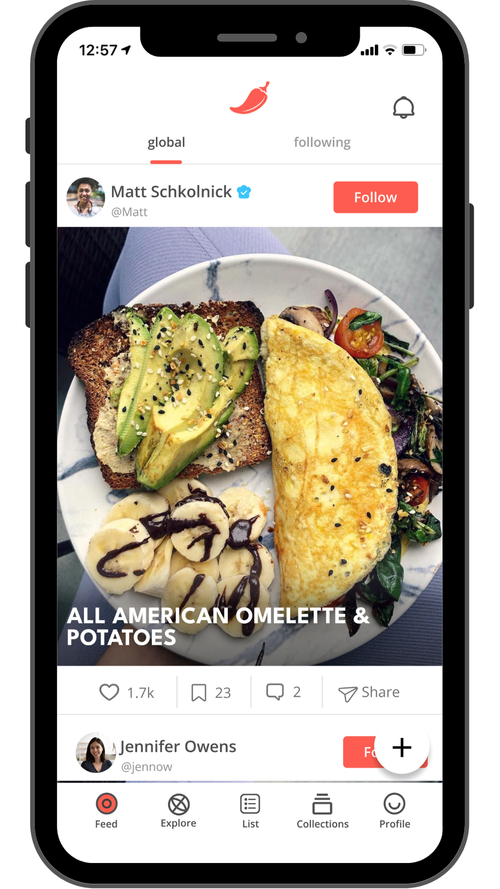 12:57
global
following
Matt Schkolnick
@Matt
Follow
ALL AMERICAN OMELETTE &
POTATOES
1.7k
23
2
Share
Jennifer Owens
@jennow
Fo
Feed
Explore
List
Collections
Profile